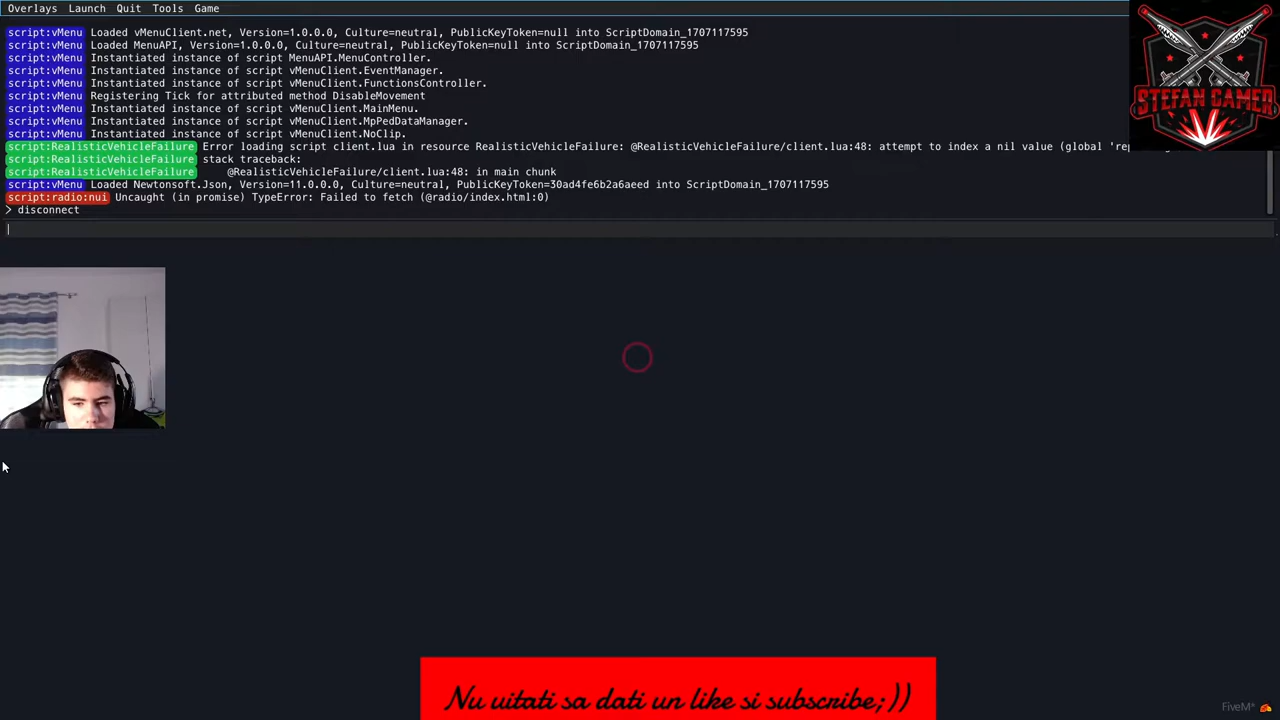 Overlays Launch Quit Tools Game
script:vMenu Loaded vMenuClient.net, Version=1.0.0.0, Culture=neutral, PublicKeyToken=null into ScriptDomain_1707117595
script:vMenu Loaded MenuAPI, Version=1.0.0.0, Culture=neutral, PublicKeyToken=null into ScriptDomain_1707117595
script:vMenu Instantiated instance of script MenuAPI.MenuController.
script:vMenu Instantiated instance of script vMenuClient.EventManager.
script:vMenu Instantiated instance of script vMenuClient.FunctionsController.
script:vMenu Registering Tick for attributed method DisableMovement
script:vMenu Instantiated instance of script vMenuClient.MainMenu.
script:vMenu Instantiated instance of script vMenuClient.MpPedDataManager.
script:vMenu Instantiated instance of script vMenuClient.NoClip.
script:RealisticVehicleFailure Error loading script client.lua in resource RealisticVehicleFailure: @RealisticVehicleFailure/client.lua:48: attempt to index a nil value (global 'rep
script:RealisticVehicleFailure stack traceback:
script:RealisticVehicleFailure @RealisticVehicleFailure/client.lua:48: in main chunk
script:vMenu Loaded Newtonsoft.Json, Version=11.0.0.0, Culture=neutral, PublicKeyToken=30ad4fe6b2a6aeed into ScriptDomain_1707117595
script:radio:nui Uncaught (in promise) TypeError: Failed to fetch (@radio/index.html:0)
> disconnect
STEFAN GAMER
Nu uitati sa dati un like si subscribe;))
FiveM*